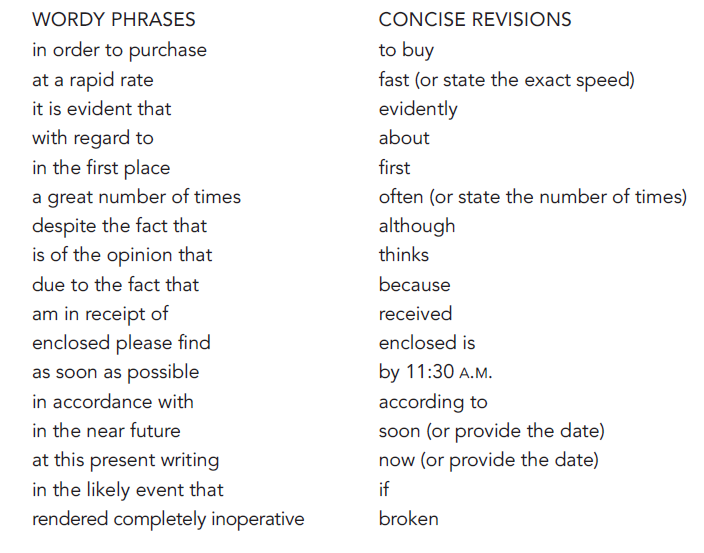 WORDY PHRASES CONCISE REVISIONS
in order to purchase to buy
at a rapid rate fast (or state the exact speed)
it is evident that evidently
with regard to about
in the first place first
a great number of times often (or state the number of times)
despite the fact that although
is of the opinion that thinks
due to the fact that because
am in receipt of received
enclosed please find enclosed is
as soon as possible by 11:30 A.M.
in accordance with according to
in the near future soon (or provide the date)
at this present writing now (or provide the date)
in the likely event that if
rendered completely inoperative broken